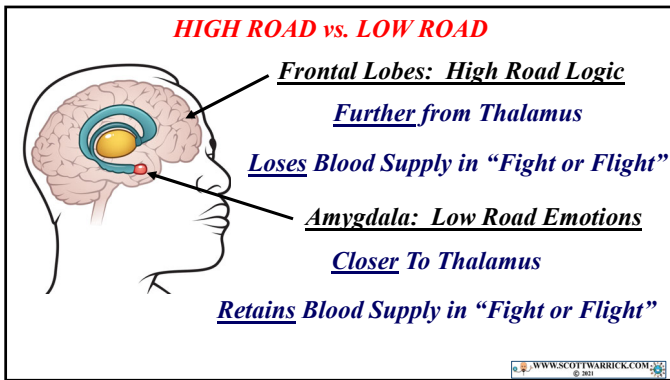 HIGH ROAD vs. LOW ROAD
Frontal Lobes: High Road Logic
Further from Thalamus
Loses Blood Supply in “Fight or Flight”
Amygdala: Low Road Emotions
Closer To Thalamus
Retains Blood Supply in “Fight or Flight”
WWW.SCOTTWARRICK.COM
© 2021